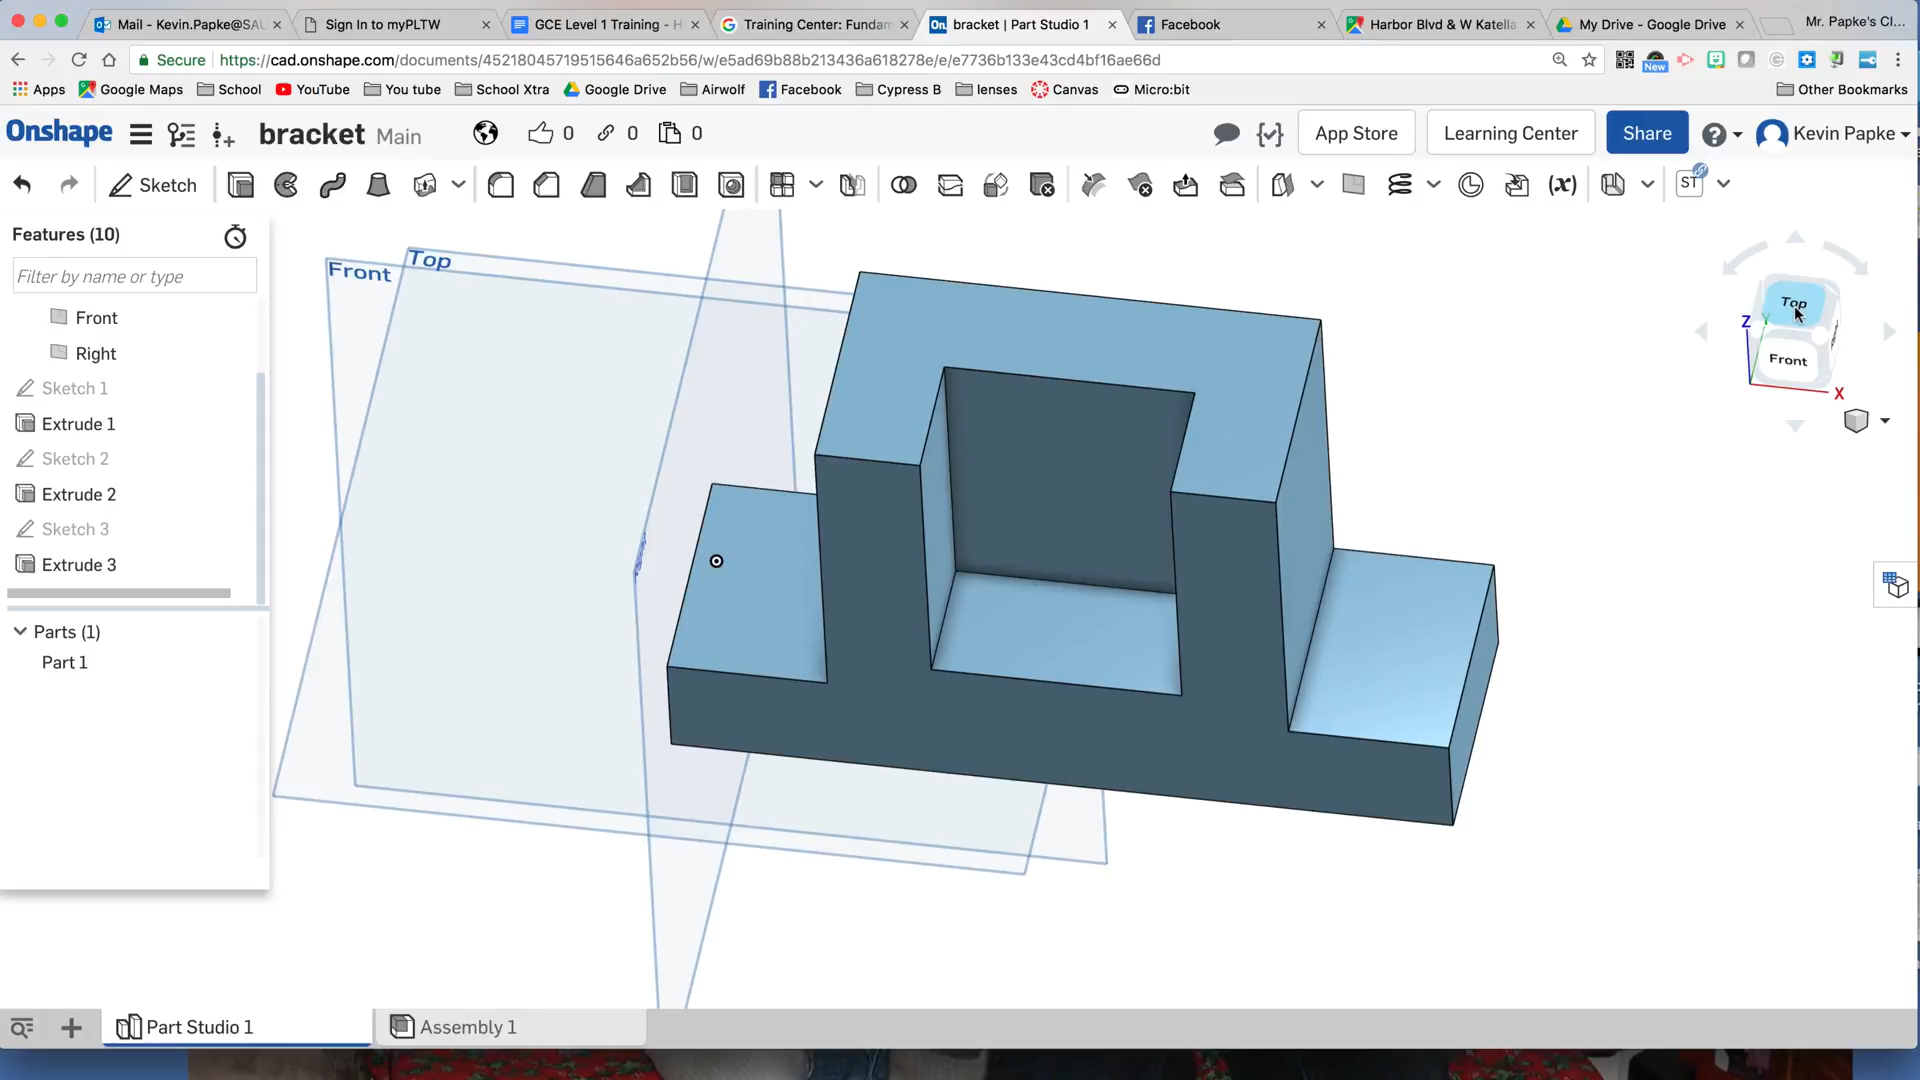 Mail - Kevin.Papke@SAU
Sign In to myPLTW
GCE Level 1 Training - H
Training Center: Fundam
bracket | Part Studio 1
Facebook
Harbor Blvd & W Katella
My Drive - Google Drive
Mr. Papke's Cl...
Secure
https://cad.onshape.com/documents/45218045719515646a652b56/w/e5ad69b88b213436a618278e/e/e7736b133e43cd4bf16ae66d
New
Apps
Google Maps
School
YouTube
You tube
School Xtra
Google Drive
Airwolf
Facebook
Cypress B
lenses
Canvas
Micro:bit
Other Bookmarks
Onshape
bracket Main
0
0
0
App Store
Learning Center
Share
Kevin Papke
Sketch
(x)
ST
Features (10)
Filter by name or type
Front
Right
Sketch 1
Extrude 1
Sketch 2
Extrude 2
Sketch 3
Extrude 3
Parts (1)
Part 1
Front
Top
Top
Front
Z
Y
X
Part Studio 1
Assembly 1